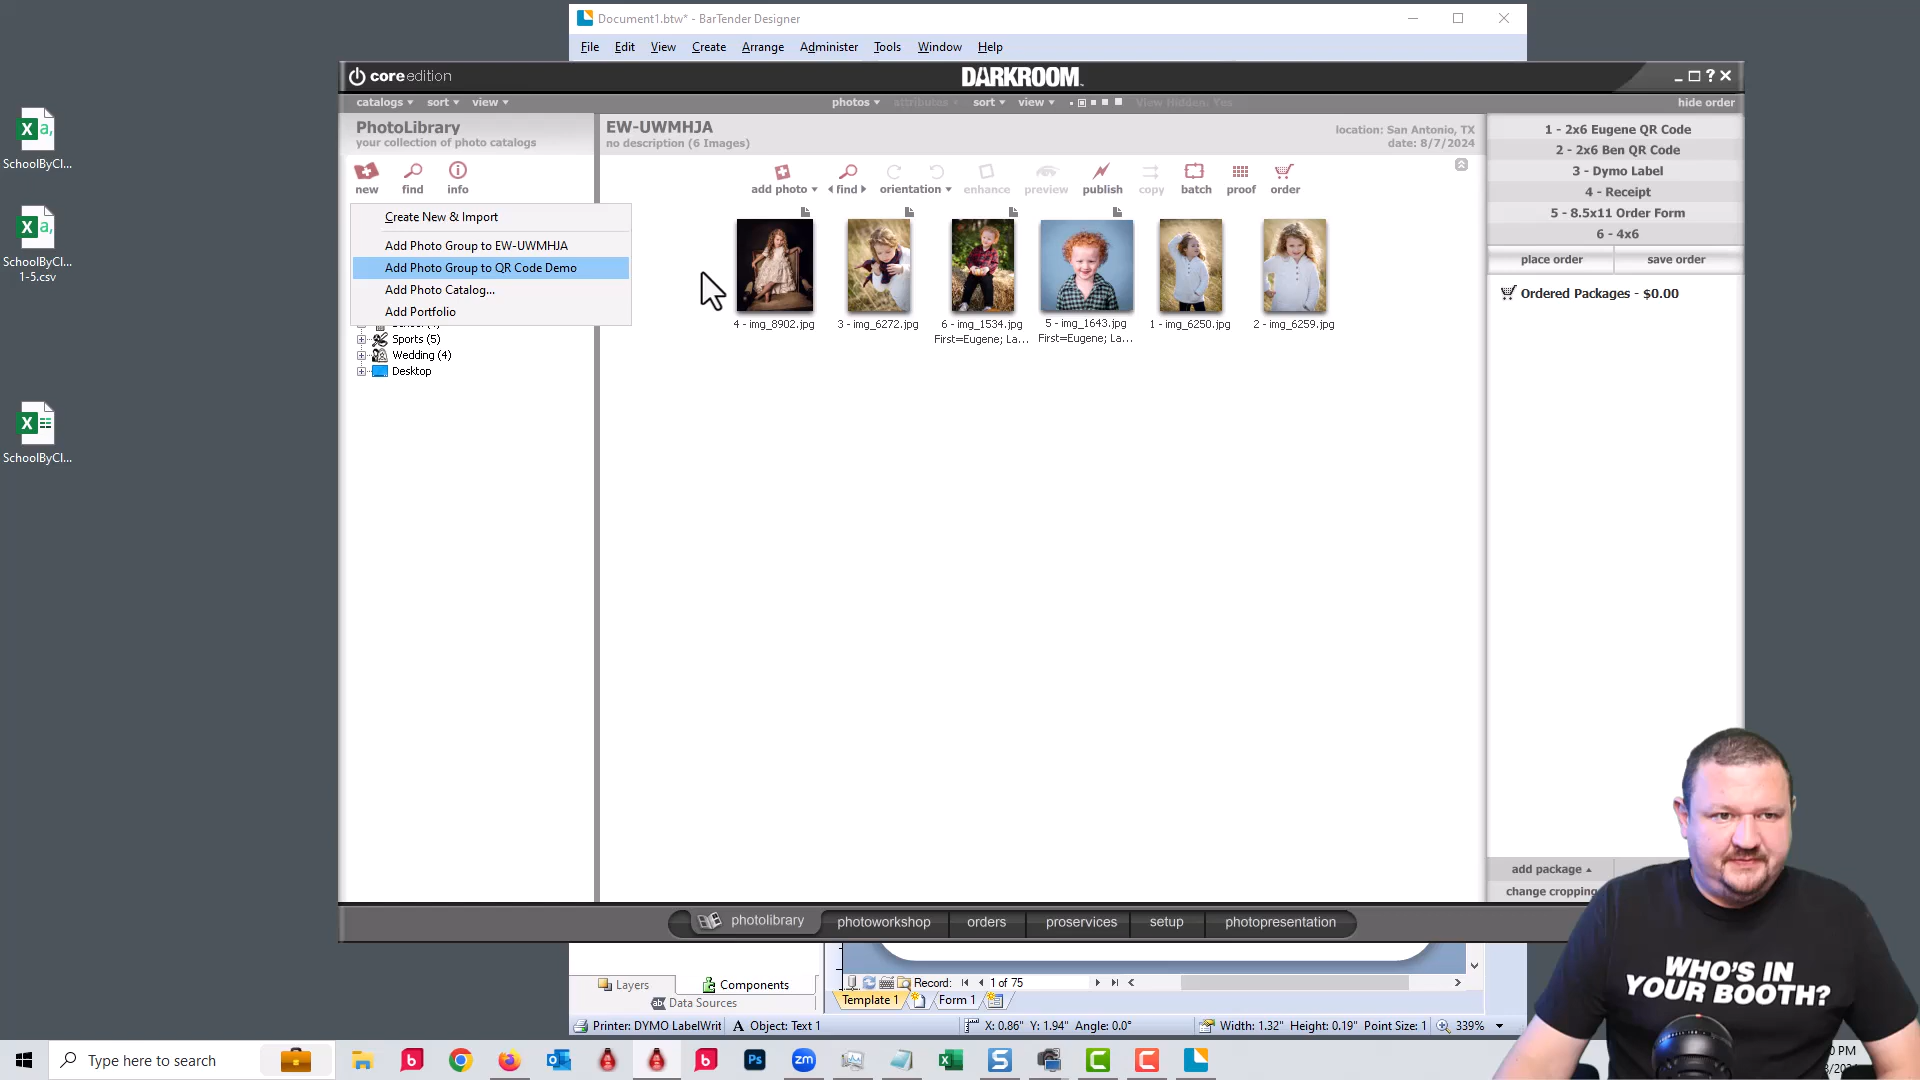 Document1.btw* - BarTender Designer
File Edit View Create Arrange Administer Tools Window Help
coreedition
DARKROOM
catalogs sort view
photos attributes sort view View Hidden: Yes
hide order
PhotoLibrary
your collection of photo catalogs
EW-UWMHJA
no description (6 Images)
location: San Antonio, TX
date: 8/7/2024
new find info
add photo find orientation enhance preview publish copy batch proof order
Create New & Import
Add Photo Group to EW-UWMHJA
Add Photo Group to QR Code Demo
Add Photo Catalog...
Add Portfolio
Sports (5)
Wedding (4)
Desktop
4 - img_8902.jpg
3 - img_6272.jpg
6 - img_1534.jpg
First=Eugene; La...
5 - img_1643.jpg
First=Eugene; La...
1 - img_6250.jpg
2 - img_6259.jpg
1 - 2x6 Eugene QR Code
2 - 2x6 Ben QR Code
3 - Dymo Label
4 - Receipt
5 - 8.5x11 Order Form
6 - 4x6
place order save order
Ordered Packages - $0.00
add package
change cropping
photolibrary photoworkshop orders proservices setup photopresentation
SchoolByCl...
SchoolByCl...
1-5.csv
SchoolByCl...
Layers Components
Data Sources
Record: 1 of 75
Template 1 Form 1
Printer: DYMO LabelWrit Object: Text 1 X: 0.86" Y: 1.94" Angle: 0.0° Width: 1.32" Height: 0.19" Point Size: 1 339%
Type here to search
WHO'S IN
YOUR BOOTH?
PM